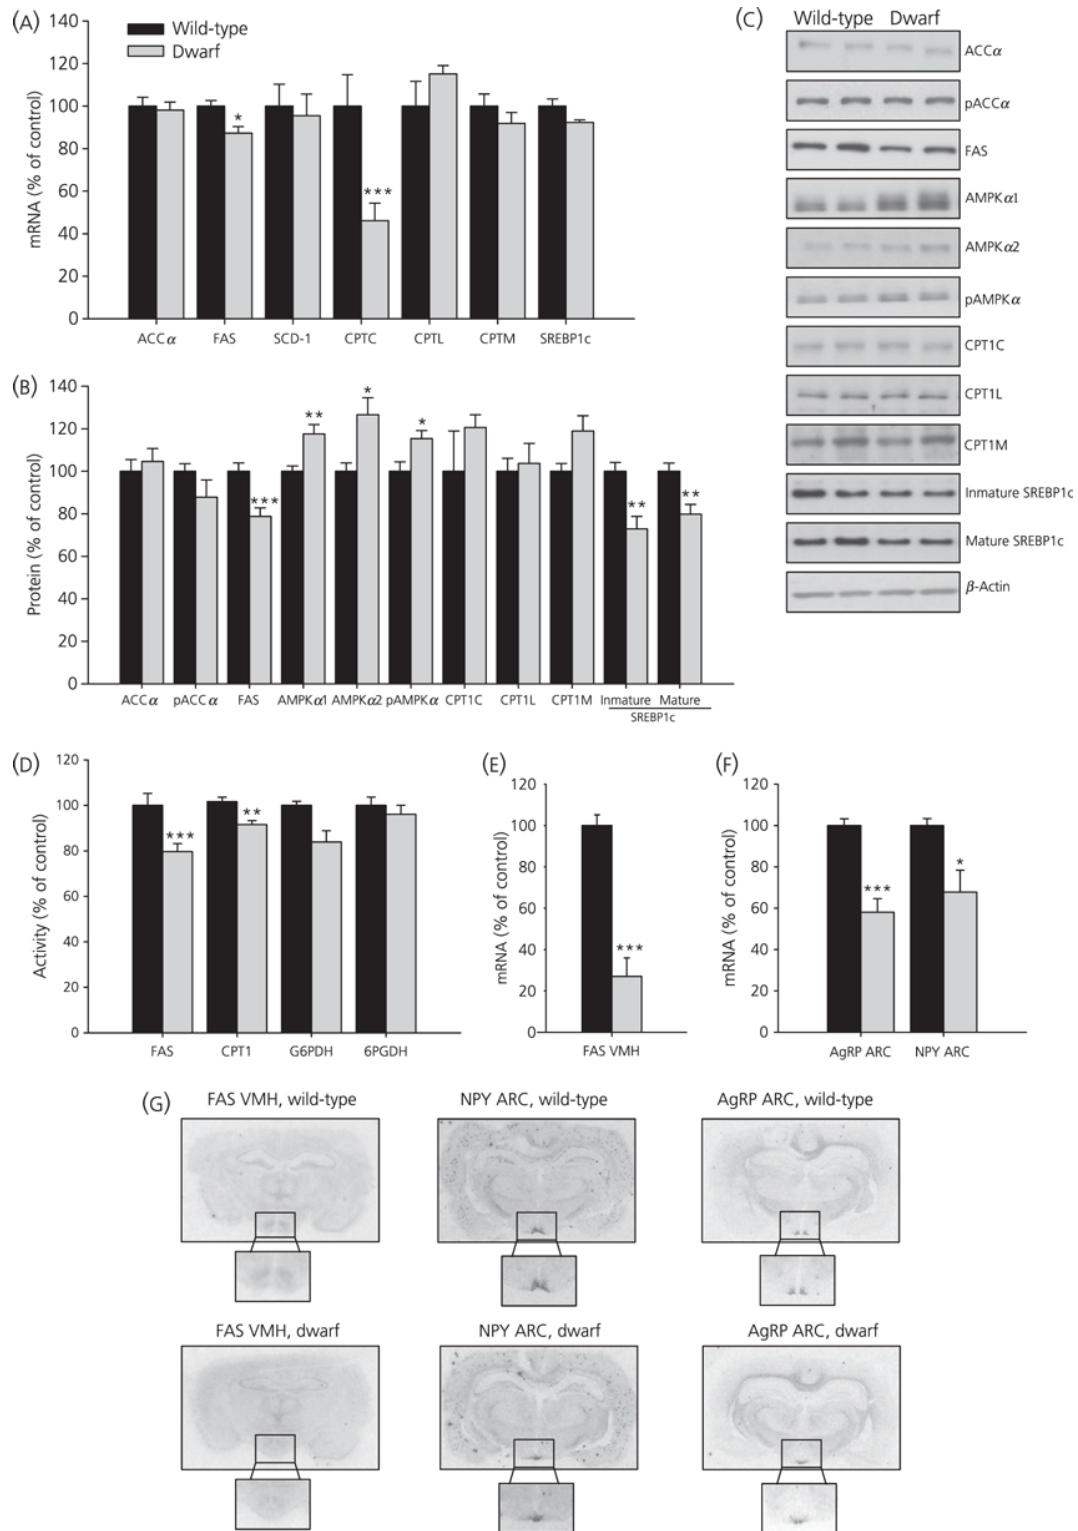 (A)
Wild-type
Dwarf
mRNA (% of control)
140
120
100
80
60
40
20
0
*
***
ACCα FAS SCD-1 CPTC CPTL CPTM SREBP1c
(B)
Protein (% of control)
140
120
100
80
60
40
20
0
***
**
*
*
**
**
ACCα pACCα FAS AMPKα1 AMPKα2 pAMPKα CPT1C CPT1L CPT1M Inmature Mature
SREBP1c
(C)
Wild-type Dwarf
ACCα
pACCα
FAS
AMPKα1
AMPKα2
pAMPKα
CPT1C
CPT1L
CPT1M
Inmature SREBP1c
Mature SREBP1c
β-Actin
(D)
Activity (% of control)
120
100
80
60
40
20
0
***
**
FAS CPT1 G6PDH 6PGDH
(E)
mRNA (% of control)
120
100
80
60
40
20
0
***
FAS VMH
(F)
mRNA (% of control)
120
100
80
60
40
20
0
***
*
AgRP ARC NPY ARC
(G)
FAS VMH, wild-type
NPY ARC, wild-type
AgRP ARC, wild-type
FAS VMH, dwarf
NPY ARC, dwarf
AgRP ARC, dwarf